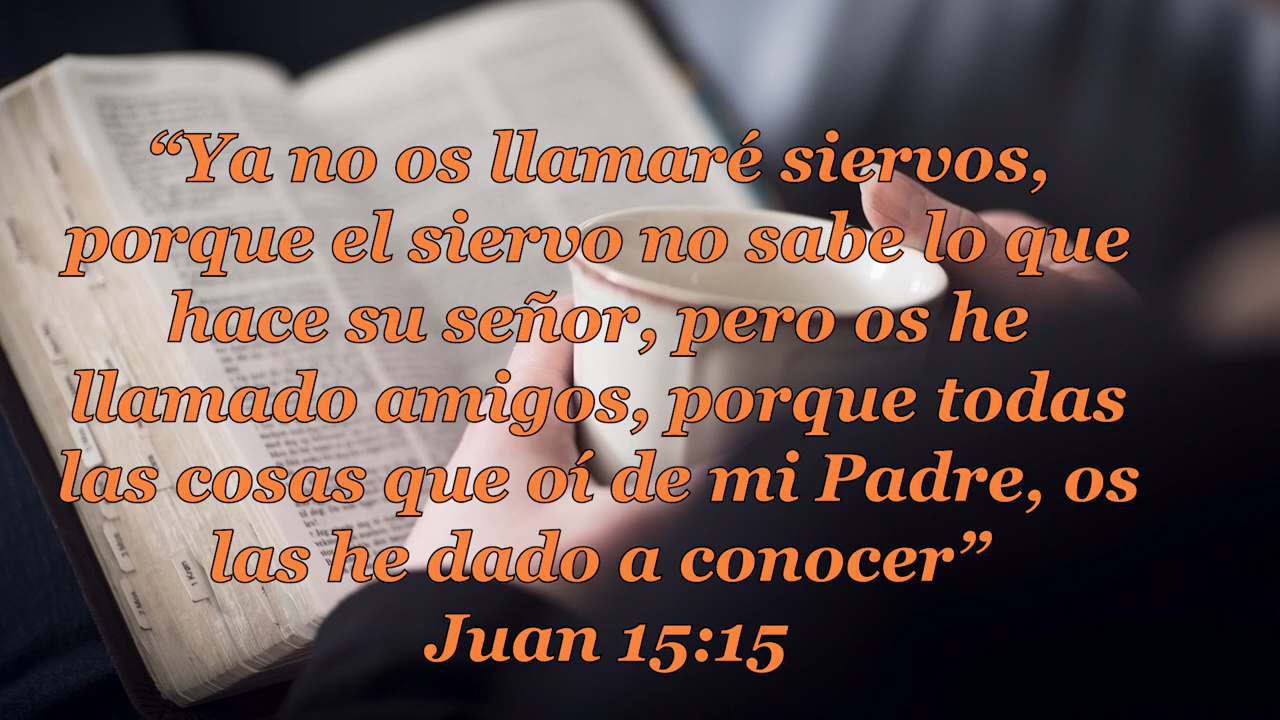 “Ya no os llamaré siervos,
porque el siervo no sabe lo que
hace su señor, pero os he
llamado amigos, porque todas
las cosas que oí de mi Padre, os
las he dado a conocer”
Juan 15:15